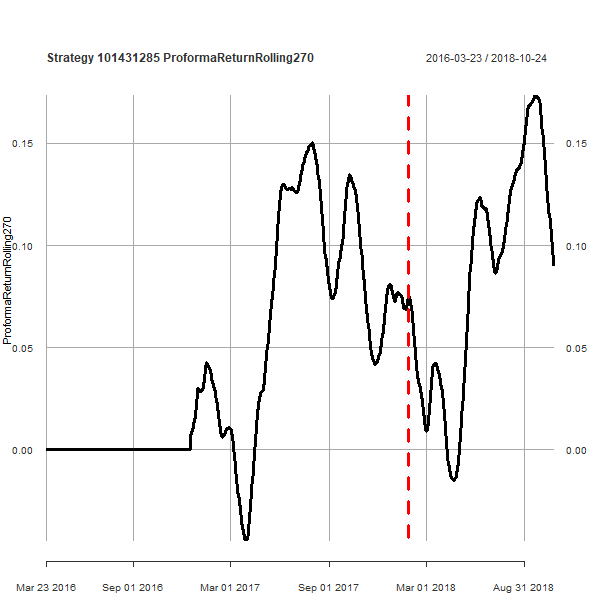 Strategy 101431285 ProformaReturnRolling270
2016-03-23 / 2018-10-24
ProformaReturnRolling270
0.15
0.10
0.05
0.00
0.15
0.10
0.05
0.00
Mar 23 2016
Sep 01 2016
Mar 01 2017
Sep 01 2017
Mar 01 2018
Aug 31 2018